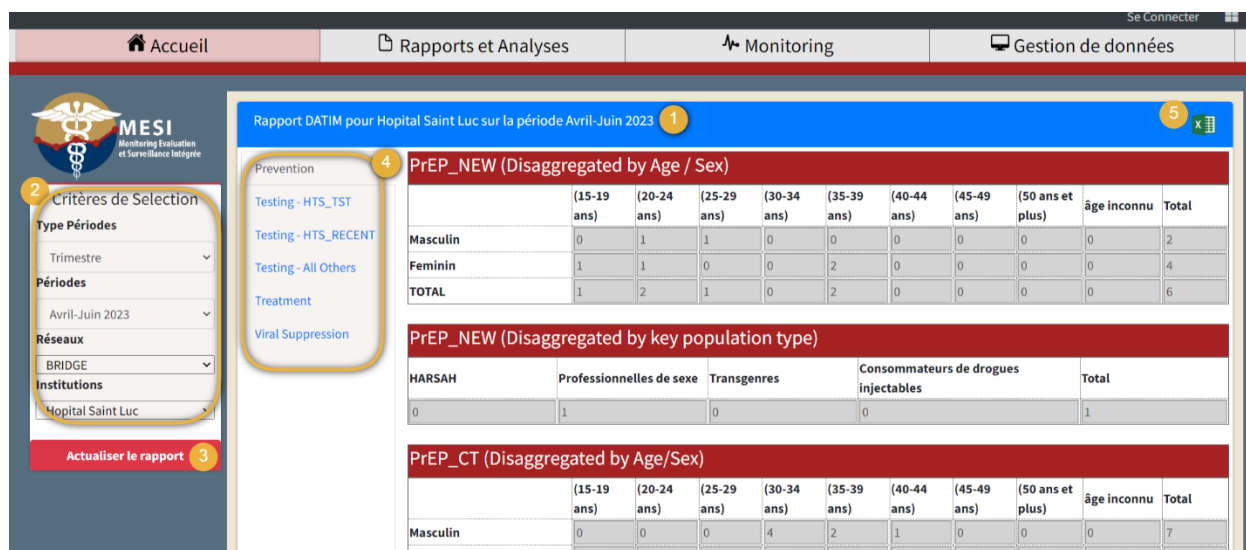 Se Connecter
Accueil
Rapports et Analyses
Monitoring
Gestion de données
MESI
Monitoring Evaluation
et Surveillance Intégrée
2
Critères de Selection
Type Périodes
Trimestre
Périodes
Avril-Juin 2023
Réseaux
BRIDGE
Institutions
Hopital Saint Luc
Actualiser le rapport 3
Rapport DATIM pour Hopital Saint Luc sur la période Avril-Juin 2023 1
5
4
Prevention
Testing - HTS_TST
Testing - HTS_RECENT
Testing - All Others
Treatment
Viral Suppression
PrEP_NEW (Disaggregated by Age / Sex)
(15-19 ans) (20-24 ans) (25-29 ans) (30-34 ans) (35-39 ans) (40-44 ans) (45-49 ans) (50 ans et plus) âge inconnu Total
Masculin 0 1 1 0 0 0 0 0 0 2
Feminin 1 1 0 0 2 0 0 0 0 4
TOTAL 1 2 1 0 2 0 0 0 0 6
PrEP_NEW (Disaggregated by key population type)
HARSAH Professionnelles de sexe Transgenres Consommateurs de drogues injectables Total
0 1 0 0 1
PrEP_CT (Disaggregated by Age/Sex)
(15-19 ans) (20-24 ans) (25-29 ans) (30-34 ans) (35-39 ans) (40-44 ans) (45-49 ans) (50 ans et plus) âge inconnu Total
Masculin 0 0 0 4 2 1 0 0 0 7